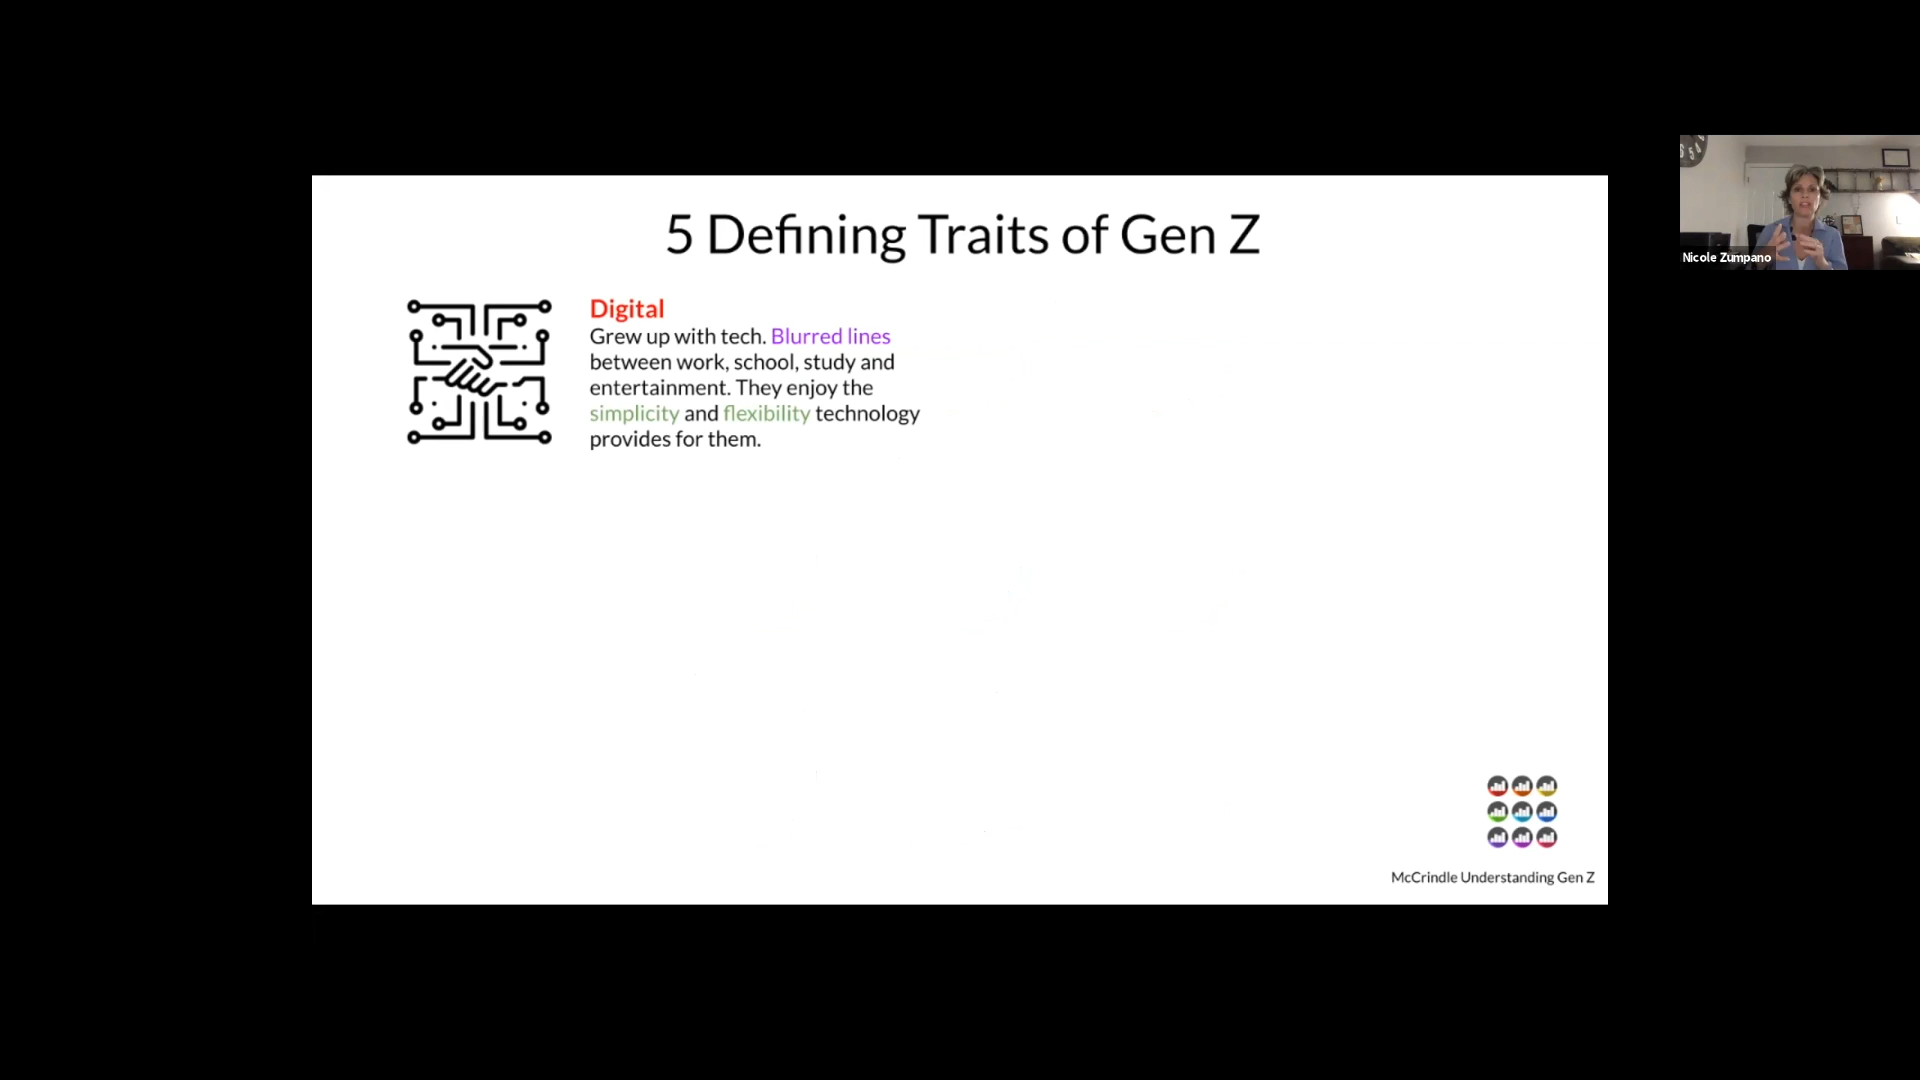 5 Defining Traits of Gen Z
Digital
Grew up with tech. Blurred lines
between work, school, study and
entertainment. They enjoy the
simplicity and flexibility technology
provides for them.
McCrindle Understanding Gen Z
Nicole Zumpano